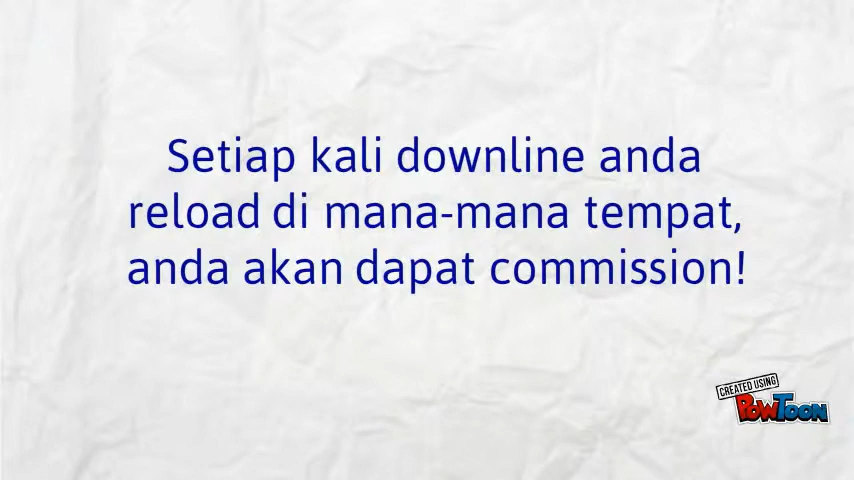 Setiap kali downline anda
reload di mana-mana tempat,
anda akan dapat commission!
CREATED USING
POWTOON